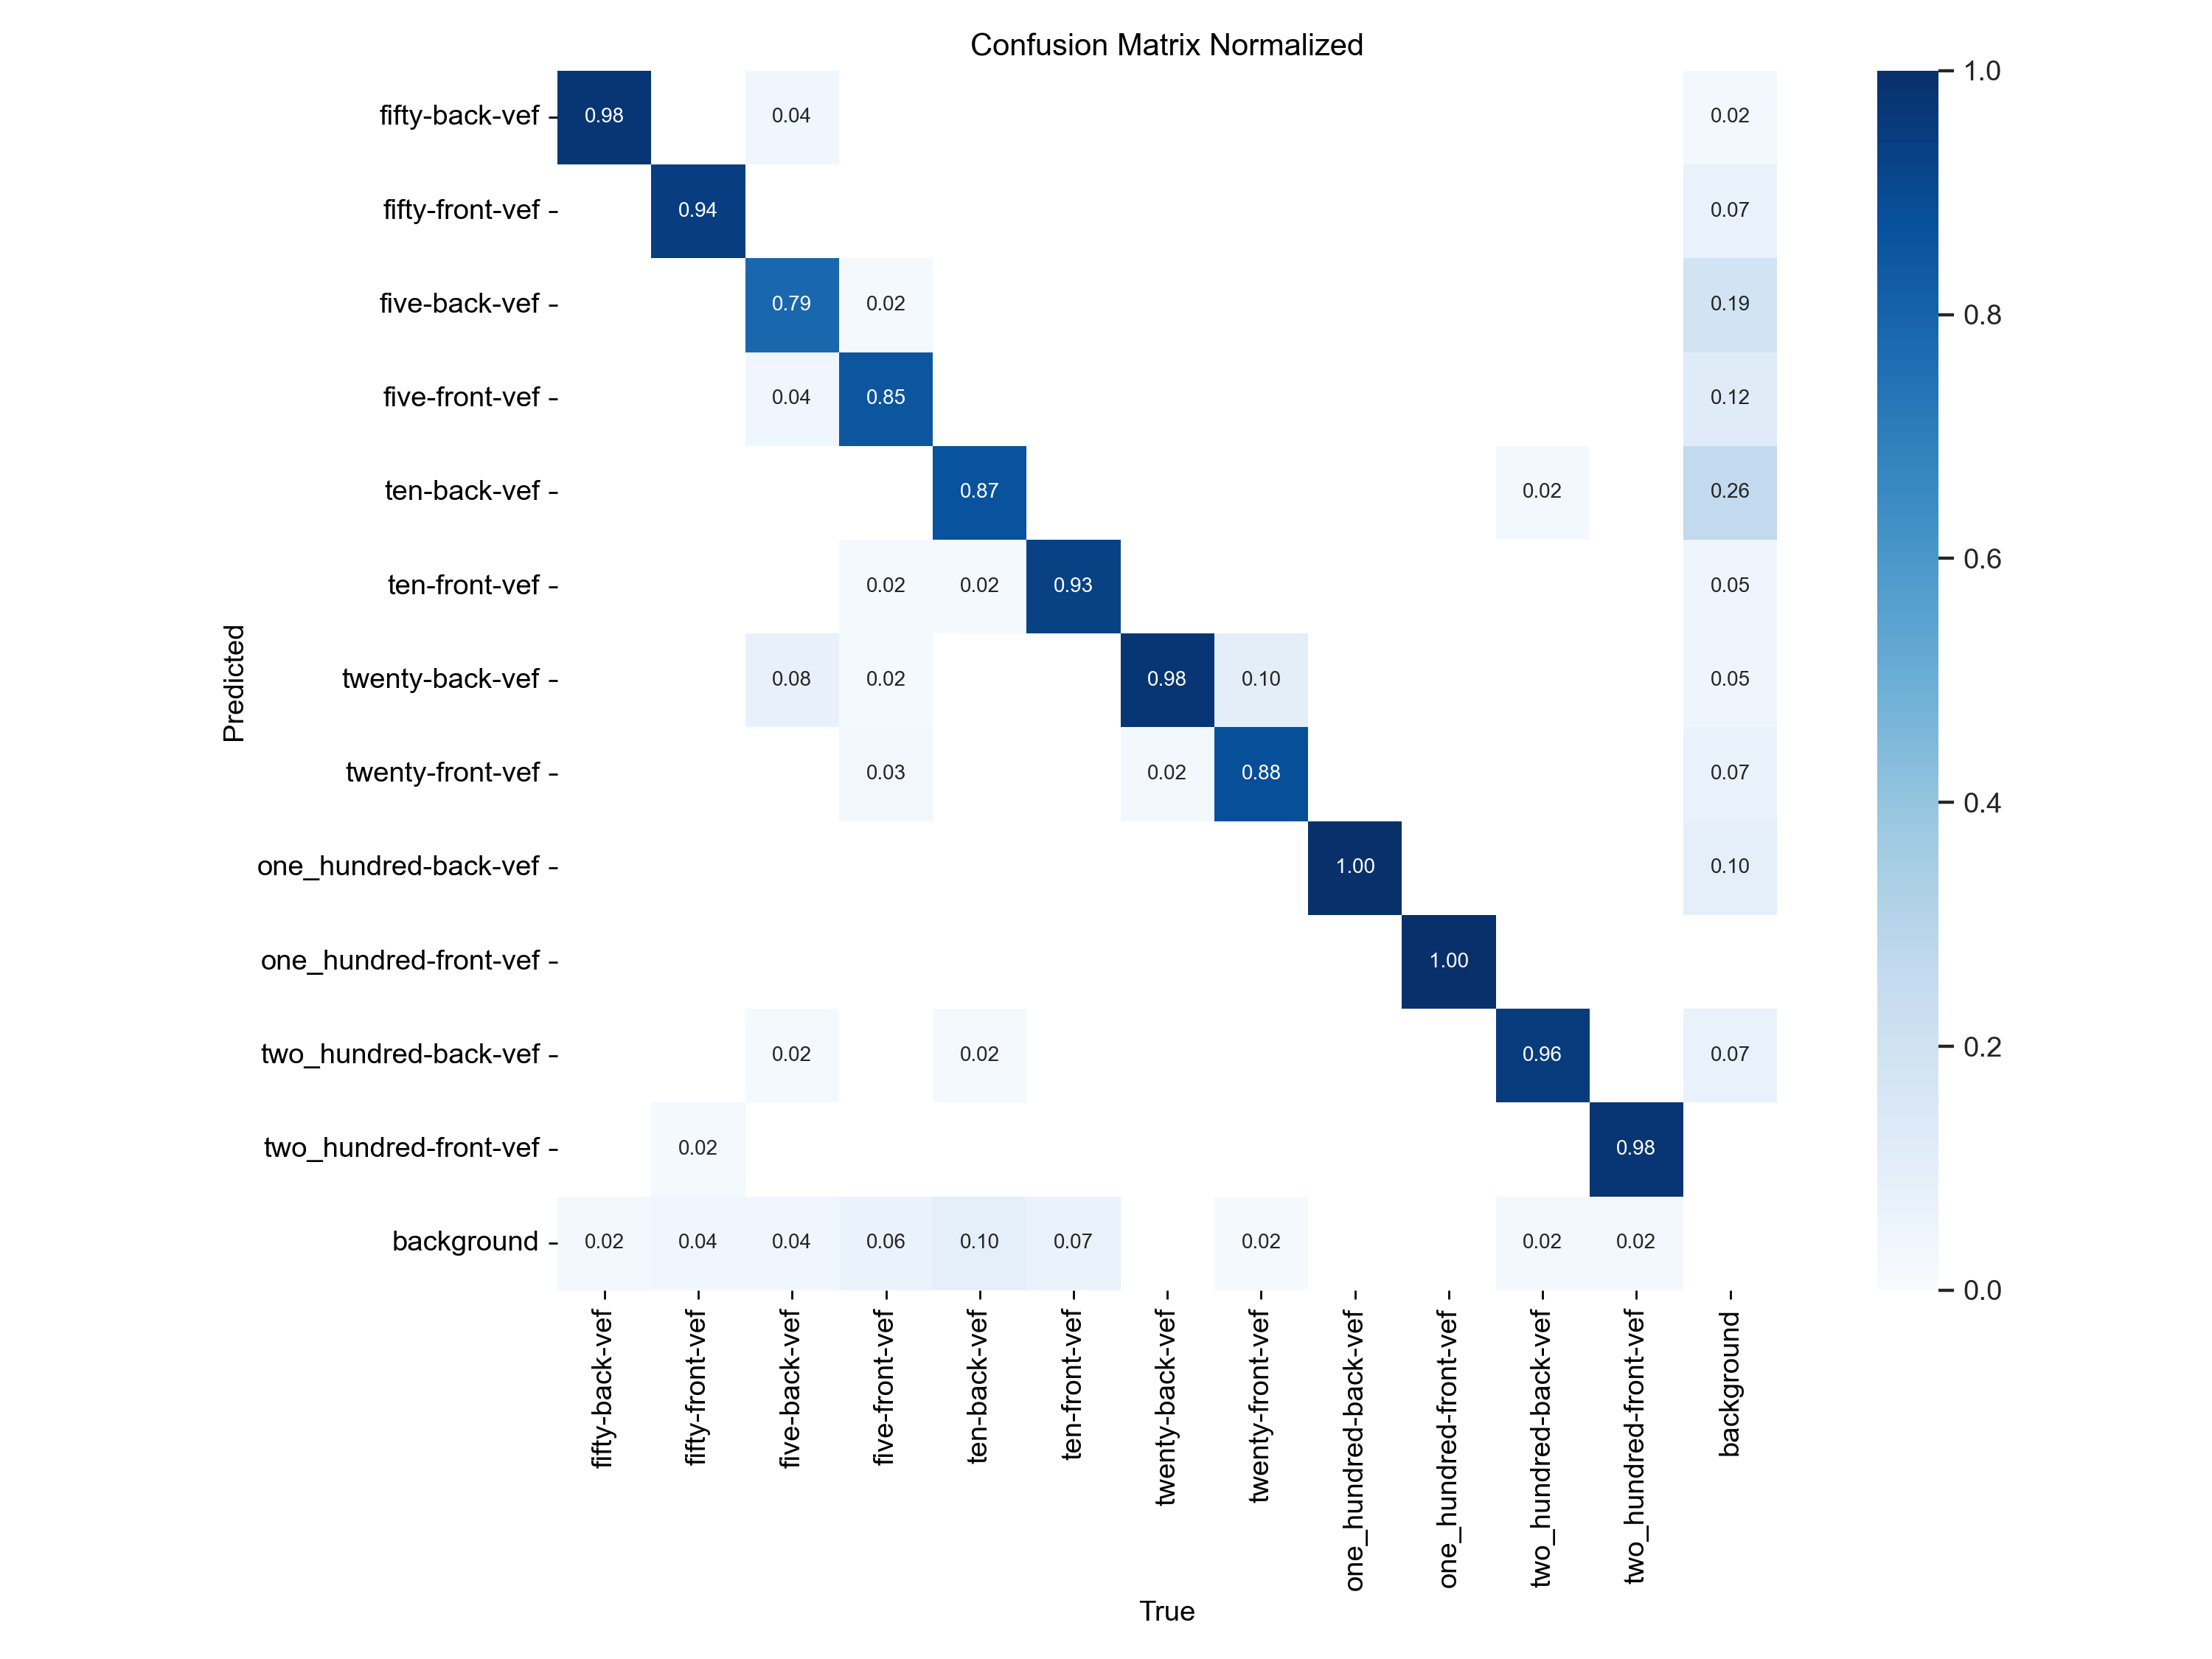 Confusion Matrix Normalized
fifty-back-vef 0.98 0.04 0.02
fifty-front-vef 0.94 0.07
five-back-vef 0.79 0.02 0.19
five-front-vef 0.04 0.85 0.12
ten-back-vef 0.87 0.02 0.26
ten-front-vef 0.02 0.02 0.93 0.05
twenty-back-vef 0.08 0.02 0.98 0.10 0.05
twenty-front-vef 0.03 0.02 0.88 0.07
one_hundred-back-vef 1.00 0.10
one_hundred-front-vef 1.00
two_hundred-back-vef 0.02 0.02 0.96 0.07
two_hundred-front-vef 0.02 0.98
background 0.02 0.04 0.04 0.06 0.10 0.07 0.02 0.02 0.02
Predicted
fifty-back-vef
fifty-front-vef
five-back-vef
five-front-vef
ten-back-vef
ten-front-vef
twenty-back-vef
twenty-front-vef
one_hundred-back-vef
one_hundred-front-vef
two_hundred-back-vef
two_hundred-front-vef
background
True
1.0
0.8
0.6
0.4
0.2
0.0